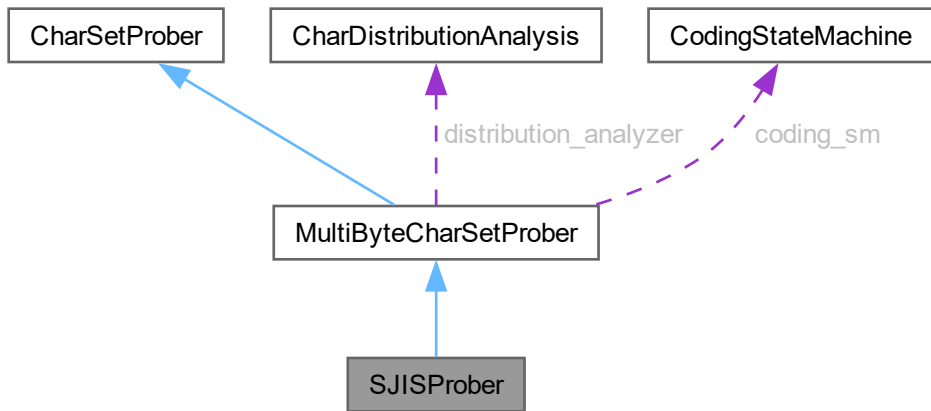 CharSetProber
CharDistributionAnalysis
CodingStateMachine
distribution_analyzer
coding_sm
MultiByteCharSetProber
SJISProber